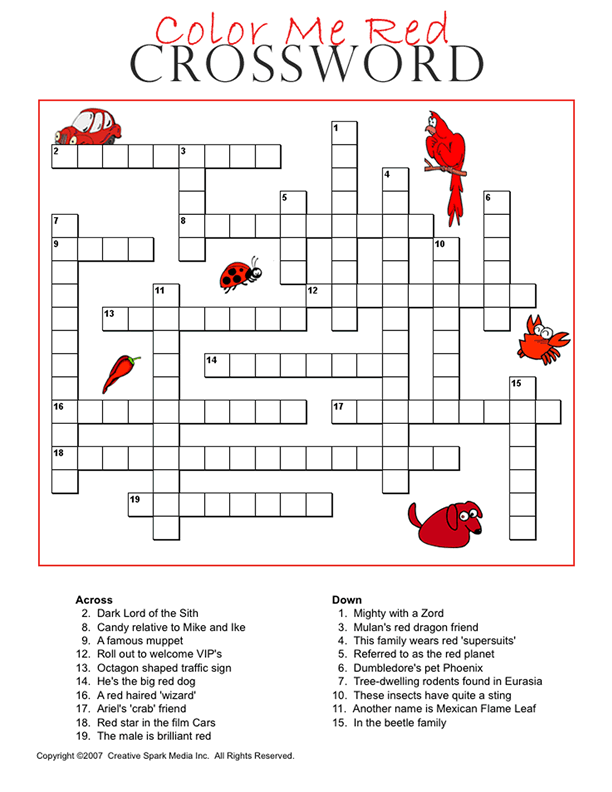 Color Me Red
CROSSWORD
1
2
3
4
5
6
7
8
9
10
11
12
13
14
15
16
17
18
19
Across
2. Dark Lord of the Sith
8. Candy relative to Mike and Ike
9. A famous muppet
12. Roll out to welcome VIP's
13. Octagon shaped traffic sign
14. He's the big red dog
16. A red haired 'wizard'
17. Ariel's 'crab' friend
18. Red star in the film Cars
19. The male is brilliant red
Down
1. Mighty with a Zord
3. Mulan's red dragon friend
4. This family wears red 'supersuits'
5. Referred to as the red planet
6. Dumbledore's pet Phoenix
7. Tree-dwelling rodents found in Eurasia
10. These insects have quite a sting
11. Another name is Mexican Flame Leaf
15. In the beetle family
Copyright ©2007 Creative Spark Media Inc. All Rights Reserved.